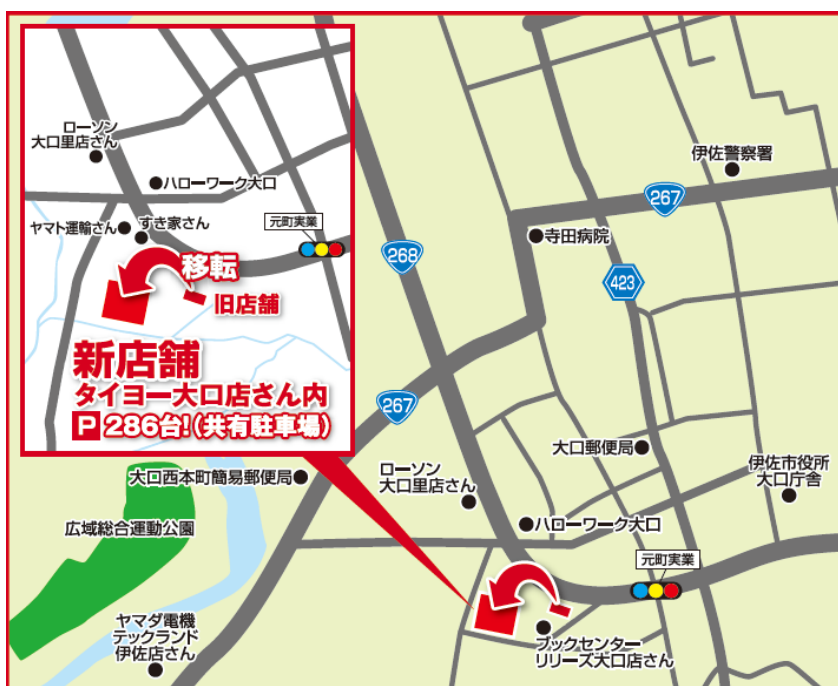 ローソン
大口里店さん
ハローワーク大口
ヤマト運輸さん
すき家さん
元町実業
移転
旧店舗
新店舗
タイヨー大口店さん内
P 286台!(共有駐車場)
伊佐警察署
267
寺田病院
268
423
267
大口郵便局
伊佐市役所
大口庁舎
ローソン
大口里店さん
大口西本町簡易郵便局
ハローワーク大口
広域総合運動公園
元町実業
ヤマダ電機
テックランド
伊佐店さん
ブックセンター
リリーズ大口店さん